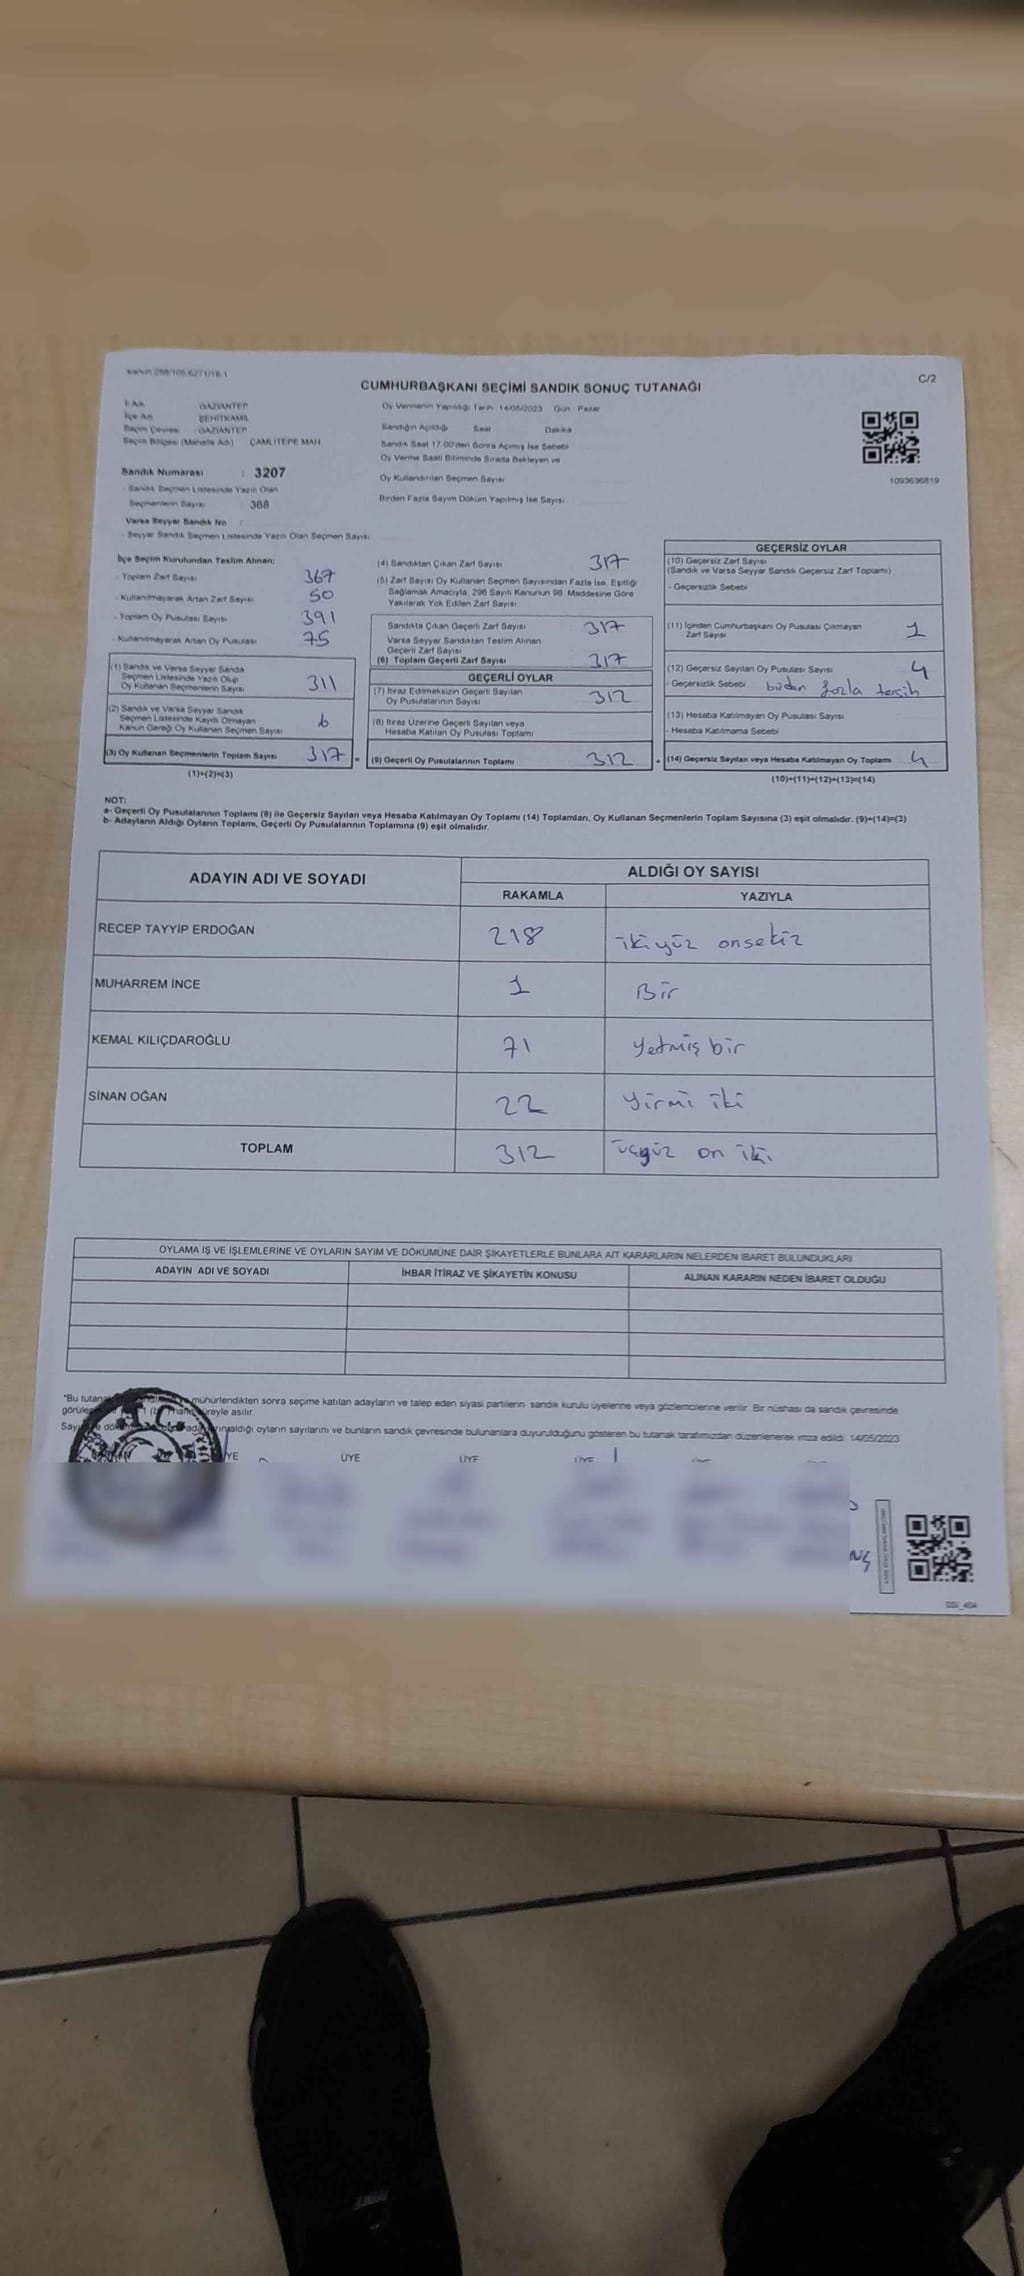 Kanun 298/105 6271/18-1
C/2
CUMHURBAŞKANI SEÇİMİ SANDIK SONUÇ TUTANAĞI
İl Adı : GAZİANTEP
İlçe Adı : ŞEHİTKAMİL
Seçim Çevresi : GAZİANTEP
Seçim Bölgesi (Mahalle Adı) : ÇAMLITEPE MAH
Sandık Numarası : 3207
- Sandık Seçmen Listesinde Yazılı Olan
Seçmenlerin Sayısı : 368
Varsa Seyyar Sandık No :
- Seyyar Sandık Seçmen Listesinde Yazılı Olan Seçmen Sayısı
Oy Vermenin Yapıldığı Tarih 14/05/2023 Gün : Pazar
Sandığın Açıldığı Saat Dakika
Sandık Saat 17:00'den Sonra Açılmış İse Sebebi
Oy Verme Saati Bitiminde Sırada Bekleyen ve
Oy Kullandırılan Seçmen Sayısı
Birden Fazla Sayım Döküm Yapılmış İse Sayısı
1093636819
İlçe Seçim Kurulundan Teslim Alınan;
- Toplam Zarf Sayısı 367
- Kullanılmayarak Artan Zarf Sayısı 50
- Toplam Oy Pusulası Sayısı 391
- Kullanılmayarak Artan Oy Pusulası 75
(1) Sandık ve Varsa Seyyar Sandık
Seçmen Listesinde Yazılı Olup
Oy Kullanan Seçmenlerin Sayısı 311
(2) Sandık ve Varsa Seyyar Sandık
Seçmen Listesinde Kayıtlı Olmayan
Kanun Gereği Oy Kullanan Seçmen Sayısı 6
(3) Oy Kullanan Seçmenlerin Toplam Sayısı 317
(1)+(2)=(3)
(4) Sandıktan Çıkan Zarf Sayısı 317
(5) Zarf Sayısı Oy Kullanan Seçmen Sayısından Fazla İse, Eşitliği
Sağlamak Amacıyla, 298 Sayılı Kanunun 98. Maddesine Göre
Yakılarak Yok Edilen Zarf Sayısı
Sandıkta Çıkan Geçerli Zarf Sayısı 317
Varsa Seyyar Sandıktan Teslim Alınan
Geçerli Zarf Sayısı
(6) Toplam Geçerli Zarf Sayısı 317
GEÇERLİ OYLAR
(7) İtiraz Edilmeksizin Geçerli Sayılan
Oy Pusulalarının Sayısı 312
(8) İtiraz Üzerine Geçerli Sayılan veya
Hesaba Katılan Oy Pusulası Toplamı
(9) Geçerli Oy Pusulalarının Toplamı 312
GEÇERSİZ OYLAR
(10) Geçersiz Zarf Sayısı
(Sandık ve Varsa Seyyar Sandık Geçersiz Zarf Toplamı)
- Geçersizlik Sebebi
(11) İçinden Cumhurbaşkanı Oy Pusulası Çıkmayan
Zarf Sayısı 1
(12) Geçersiz Sayılan Oy Pusulası Sayısı 4
- Geçersizlik Sebebi birden fazla tercih
(13) Hesaba Katılmayan Oy Pusulası Sayısı
- Hesaba Katılmama Sebebi
(14) Geçersiz Sayılan veya Hesaba Katılmayan Oy Toplamı 4
(10)+(11)+(12)+(13)=(14)
NOT:
a- Geçerli Oy Pusulalarının Toplamı (9) ile Geçersiz Sayılan veya Hesaba Katılmayan Oy Toplamı (14) Toplamları, Oy Kullanan Seçmenlerin Toplam Sayısına (3) eşit olmalıdır. (9)+(14)=(3)
b- Adayların Aldığı Oyların Toplamı, Geçerli Oy Pusulalarının Toplamına (9) eşit olmalıdır.
ADAYIN ADI VE SOYADI
ALDIĞI OY SAYISI
RAKAMLA YAZIYLA
RECEP TAYYİP ERDOĞAN 218 ikiyüz onsekiz
MUHARREM İNCE 1 Bir
KEMAL KILIÇDAROĞLU 71 yetmiş bir
SİNAN OĞAN 22 yirmi iki
TOPLAM 312 üçyüz on iki
OYLAMA İŞ VE İŞLEMLERİNE VE OYLARIN SAYIM VE DÖKÜMÜNE DAİR ŞİKAYETLERLE BUNLARA AİT KARARLARIN NELERDEN İBARET BULUNDUKLARI
ADAYIN ADI VE SOYADI İHBAR İTİRAZ VE ŞİKAYETİN KONUSU ALINAN KARARIN NEDEN İBARET OLDUĞU
*Bu tutanak mühürlendikten sonra seçime katılan adayların ve talep eden siyasi partilerin sandık kurulu üyelerine veya gözlemcilerine verilir. Bir nüshası da sandık çevresinde
süreyle asılır.
aldığı oyların sayılarını ve bunların sandık çevresinde bulunanlara duyurulduğunu gösteren bu tutanak tarafımızdan düzenlenerek imza edildi. 14/05/2023
T.C.
ÜYE ÜYE